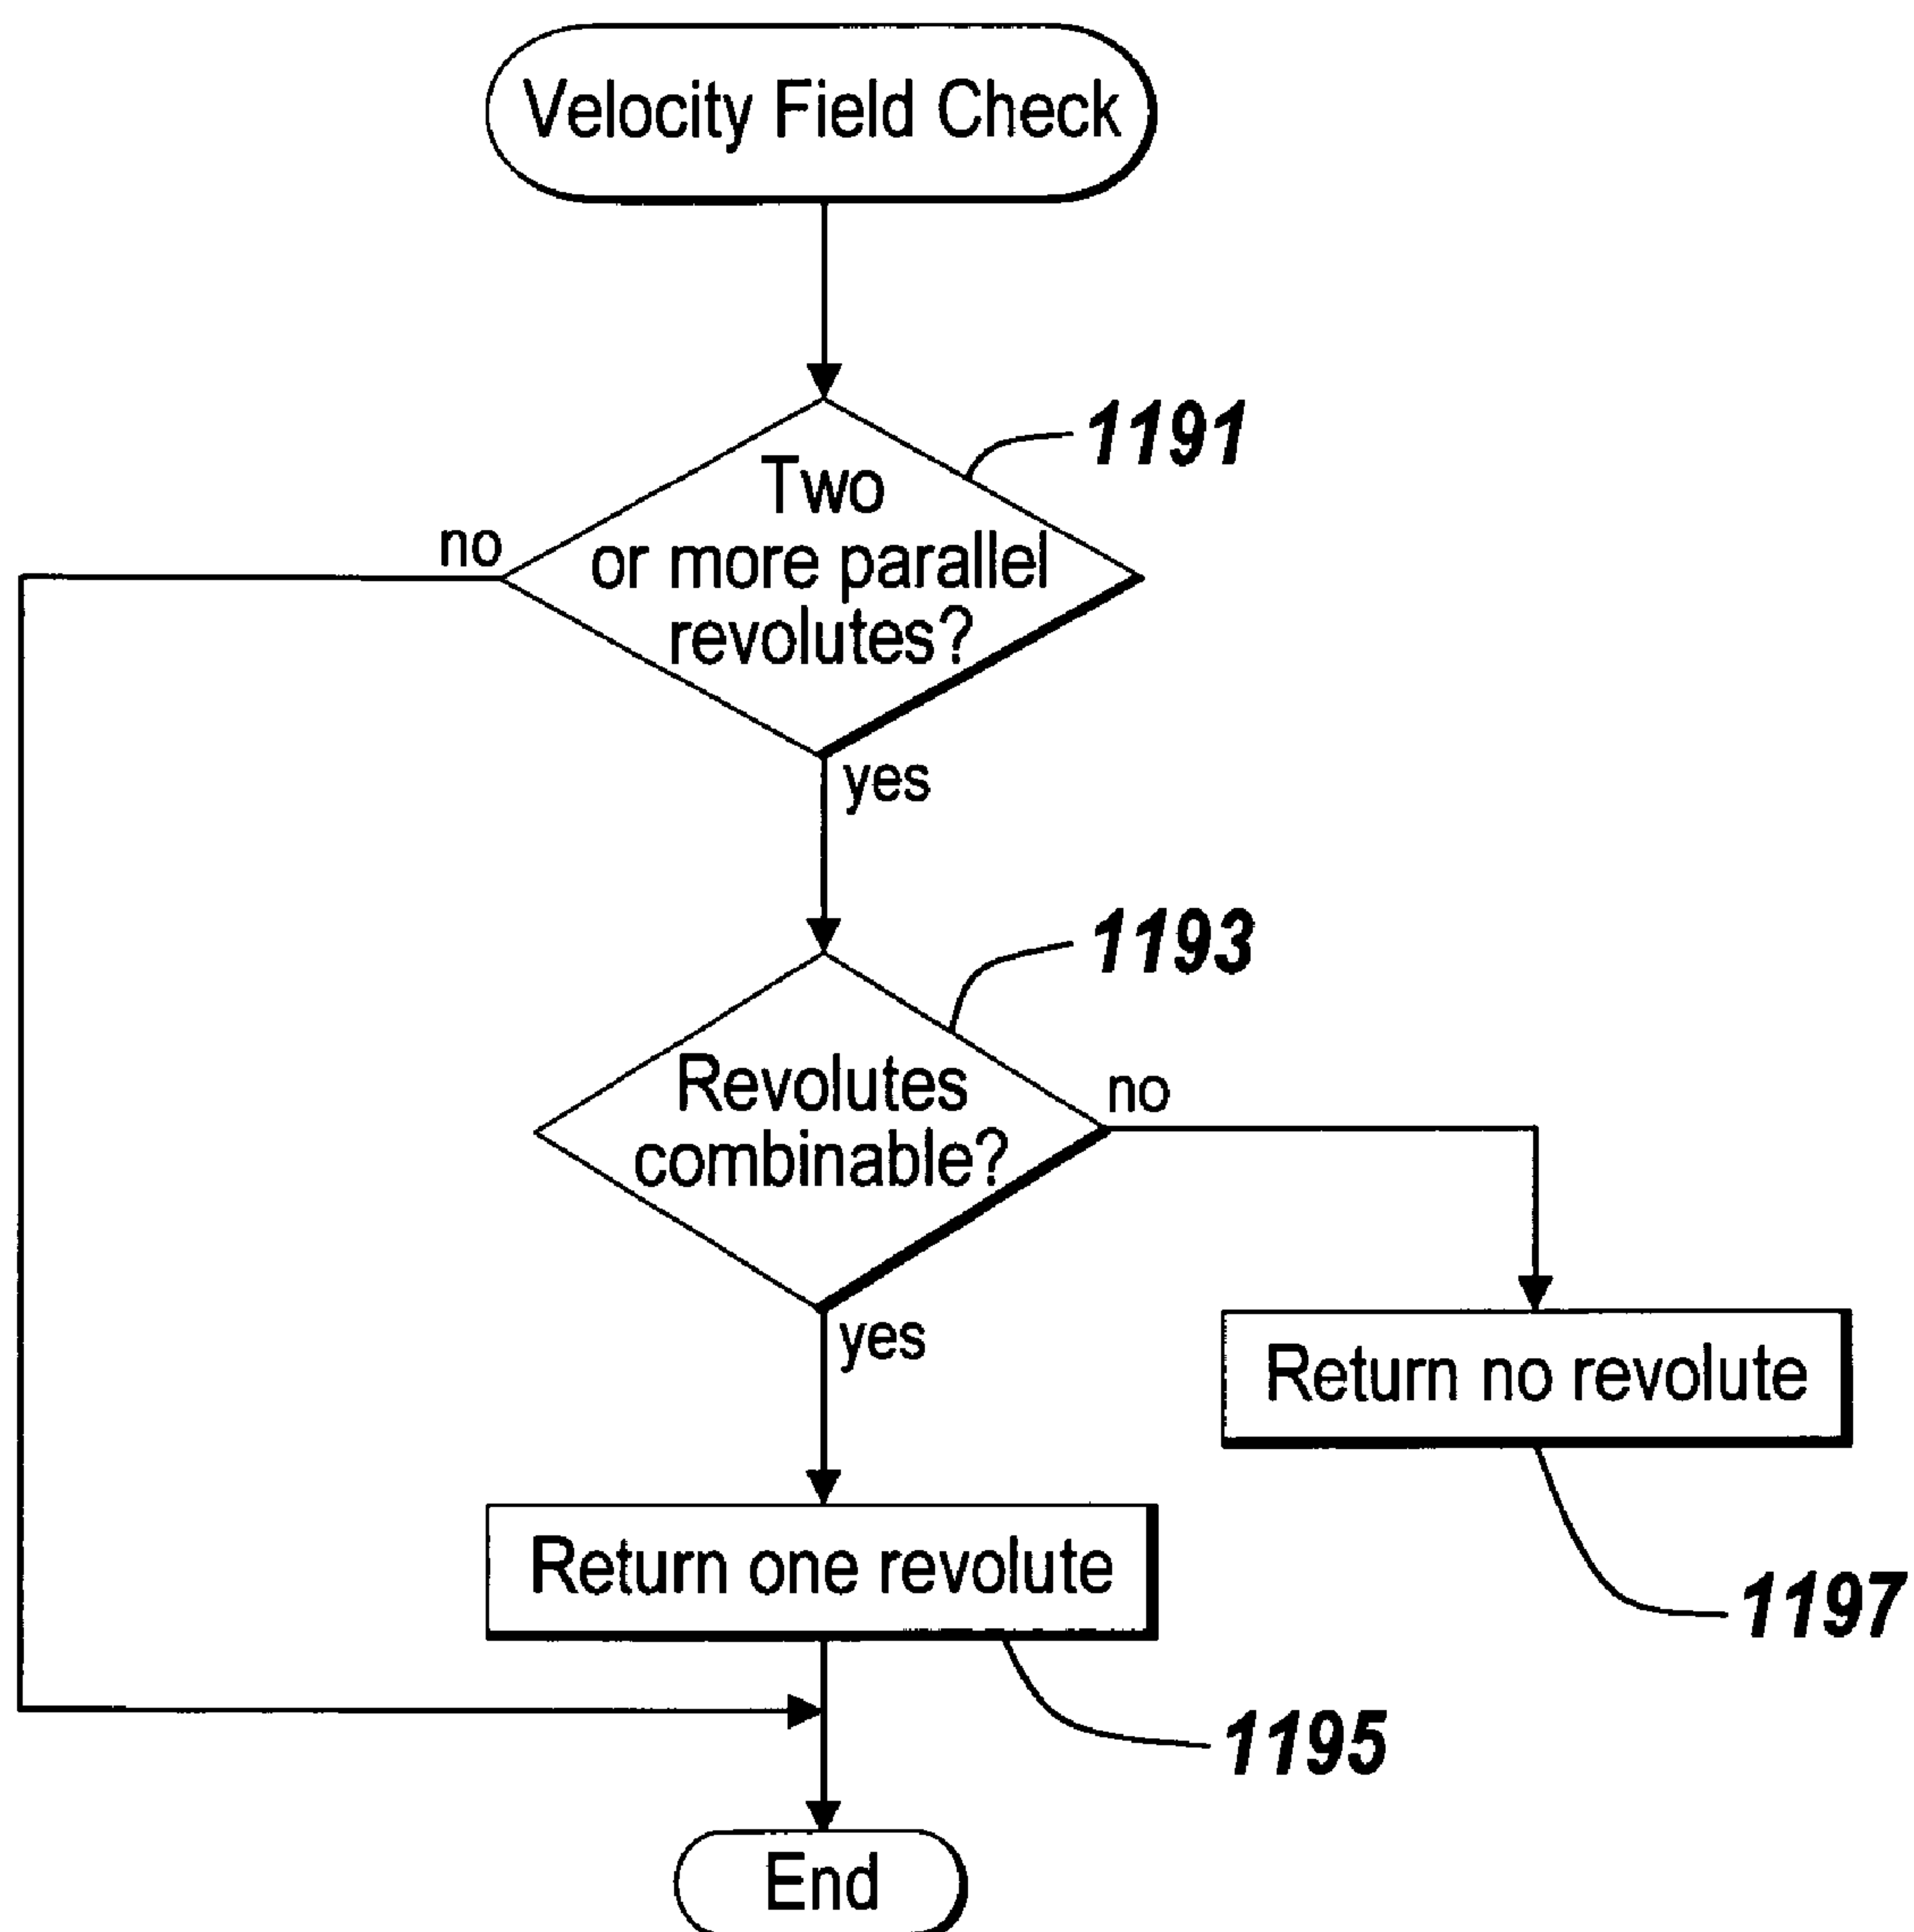 Velocity Field Check
1191
Two
or more parallel
revolutes?
no
yes
1193
Revolutes
combinable?
no
yes
Return no revolute
Return one revolute
1197
1195
End